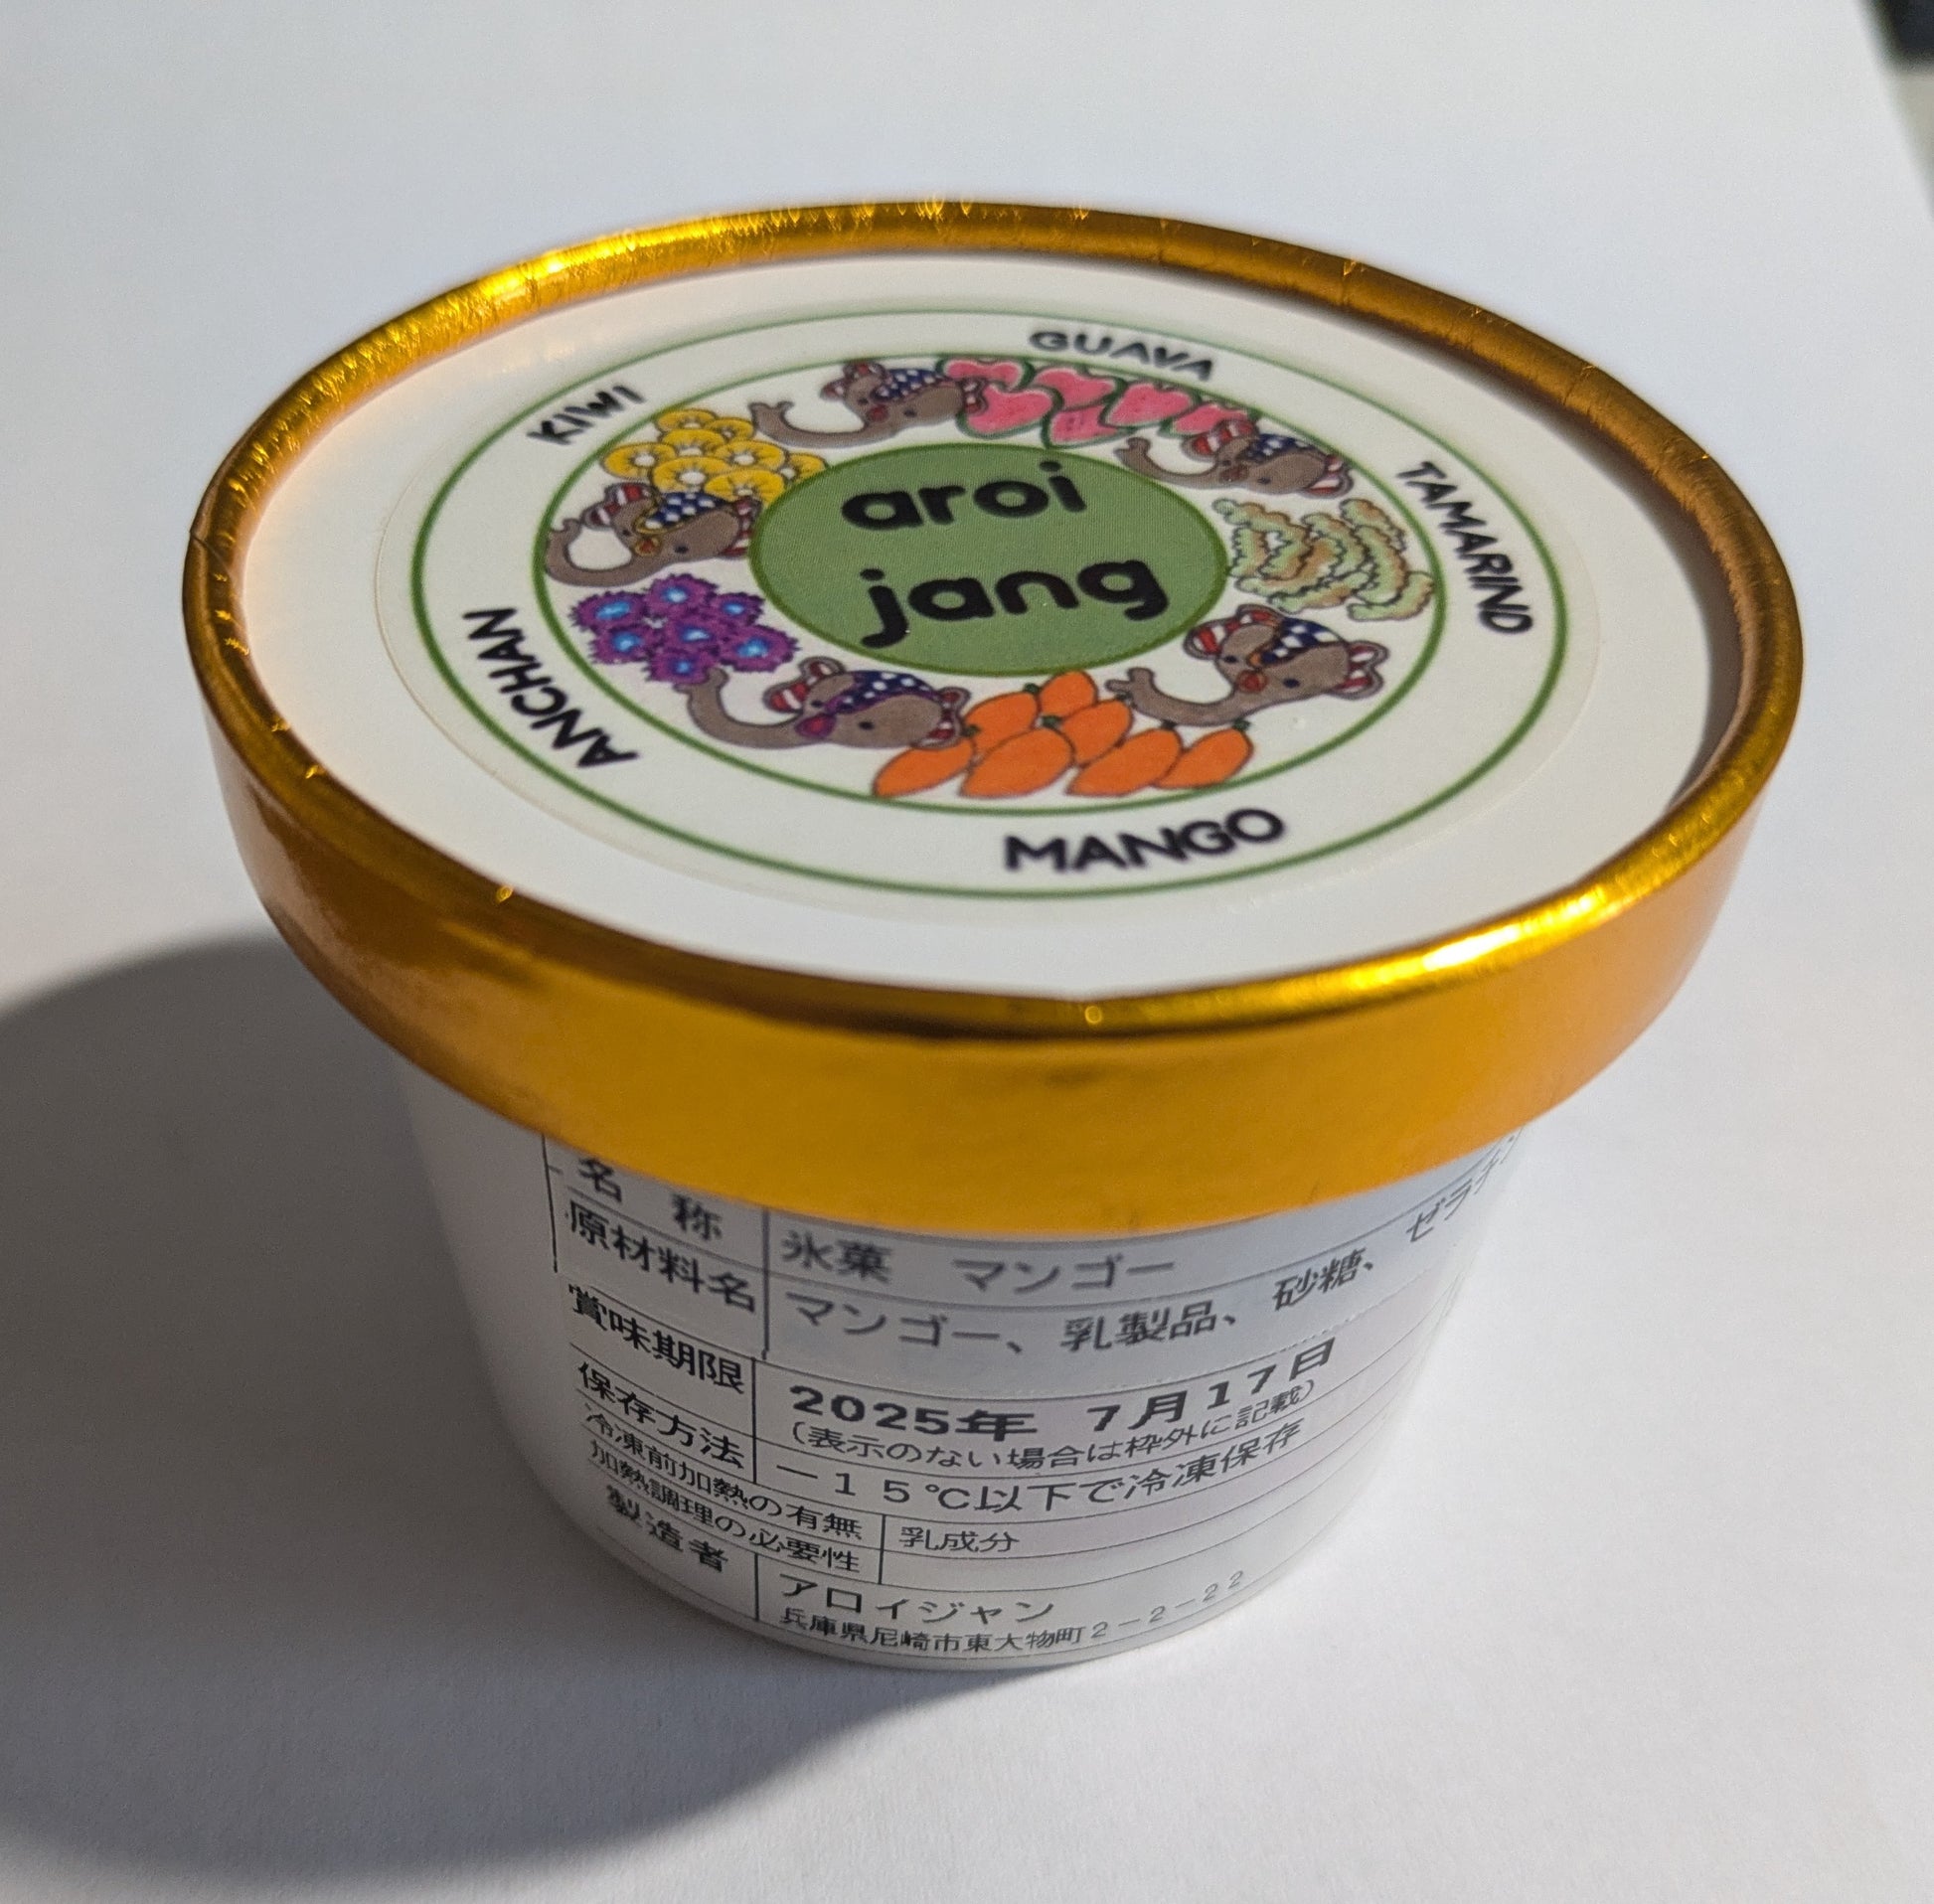 GUAVA
KIWI
TAMARIND
ANCHAN
MANGO
aroi
jang
名 称 氷菓 マンゴー
原材料名 マンゴー、乳製品、砂糖、ゼラチン
賞味期限 2025年 7月17日
(表示のない場合は枠外に記載)
保存方法 －15℃以下で冷凍保存
冷凍前加熱の有無 乳成分
加熱調理の必要性
製造者 アロイジャン
兵庫県尼崎市東大物町2－2－22